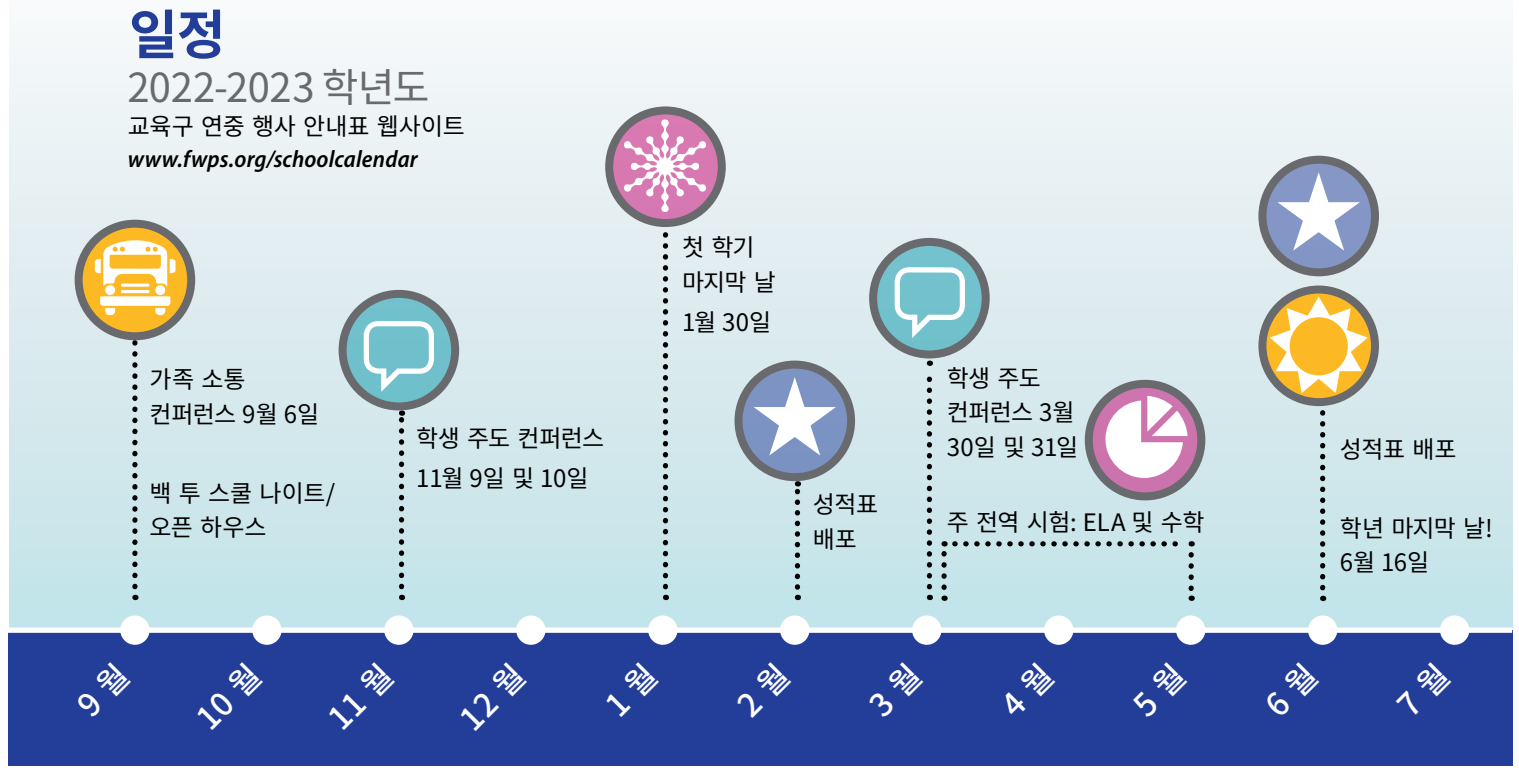 일정
2022-2023 학년도
교육구 연중 행사 안내표 웹사이트
www.fwps.org/schoolcalendar
가족 소통
컨퍼런스 9월 6일
백 투 스쿨 나이트/
오픈 하우스
학생 주도 컨퍼런스
11월 9일 및 10일
첫 학기
마지막 날
1월 30일
성적표
배포
학생 주도
컨퍼런스 3월
30일 및 31일
주 전역 시험: ELA 및 수학
성적표 배포
학년 마지막 날!
6월 16일
9 월
10 월
11 월
12 월
1 월
2 월
3 월
4 월
5 월
6 월
7 월